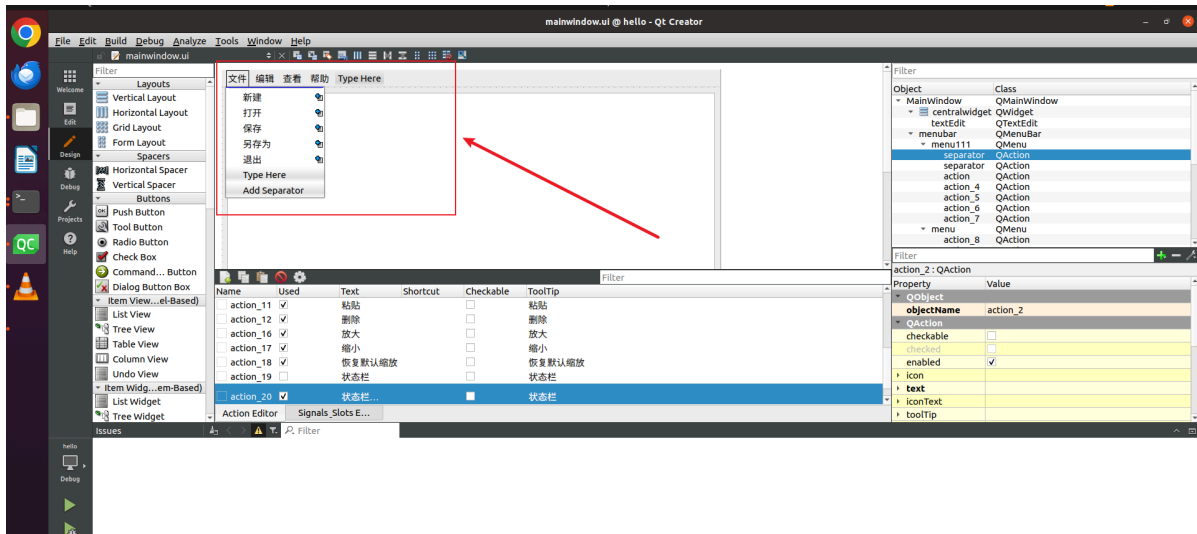 mainwindow.ui @ hello - Qt Creator
File Edit Build Debug Analyze Tools Window Help
mainwindow.ui
Welcome
Edit
Design
Debug
Projects
Help
hello
Debug
Filter
Layouts
Vertical Layout
Horizontal Layout
Grid Layout
Form Layout
Spacers
Horizontal Spacer
Vertical Spacer
Buttons
Push Button
Tool Button
Radio Button
Check Box
Command... Button
Dialog Button Box
Item View...el-Based)
List View
Tree View
Table View
Column View
Undo View
Item Widg...em-Based)
List Widget
Tree Widget
文件 编辑 查看 帮助 Type Here
新建
打开
保存
另存为
退出
Type Here
Add Separator
Filter
Name Used Text Shortcut Checkable ToolTip
action_11 粘贴 粘贴
action_12 删除 删除
action_16 放大 放大
action_17 缩小 缩小
action_18 恢复默认缩放 恢复默认缩放
action_19 状态栏 状态栏
action_20 状态栏... 状态栏
Action Editor Signals_Slots E...
Issues Filter
Filter
Object Class
MainWindow QMainWindow
centralwidget QWidget
textEdit QTextEdit
menubar QMenuBar
menu111 QMenu
separator QAction
separator QAction
action QAction
action_4 QAction
action_5 QAction
action_6 QAction
action_7 QAction
menu QMenu
action_8 QAction
Filter
action_2 : QAction
Property Value
QObject
objectName action_2
QAction
checkable
checked
enabled
icon
text
iconText
toolTip
QC